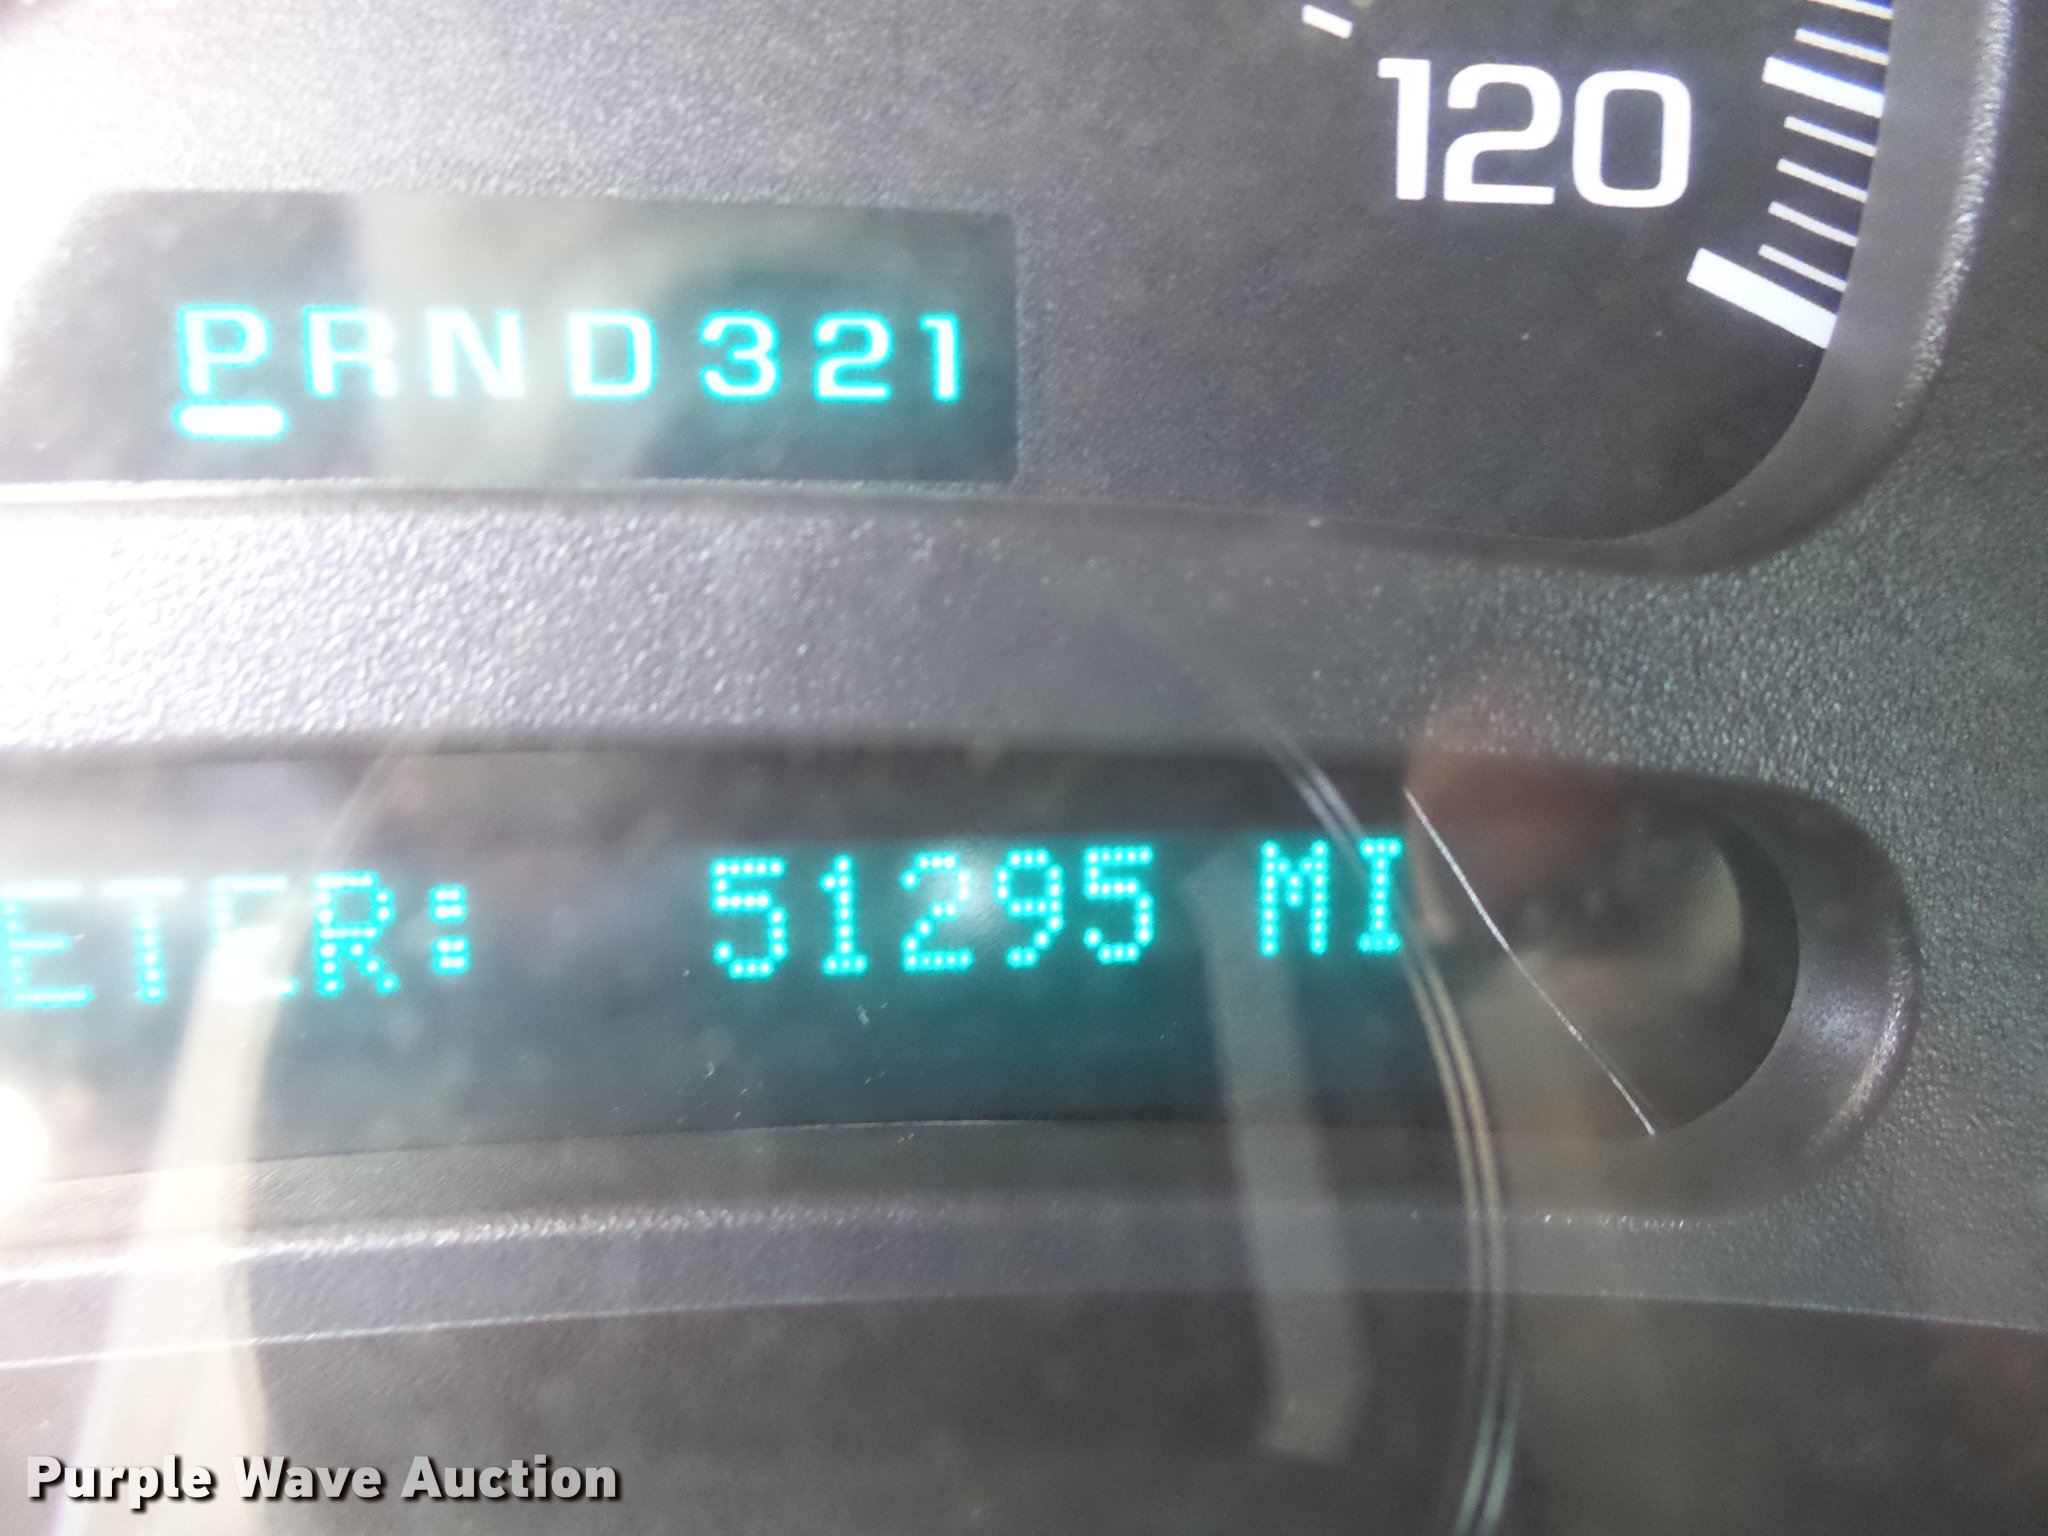 120
PRND321
ETER: 51295 MI
Purple Wave Auction